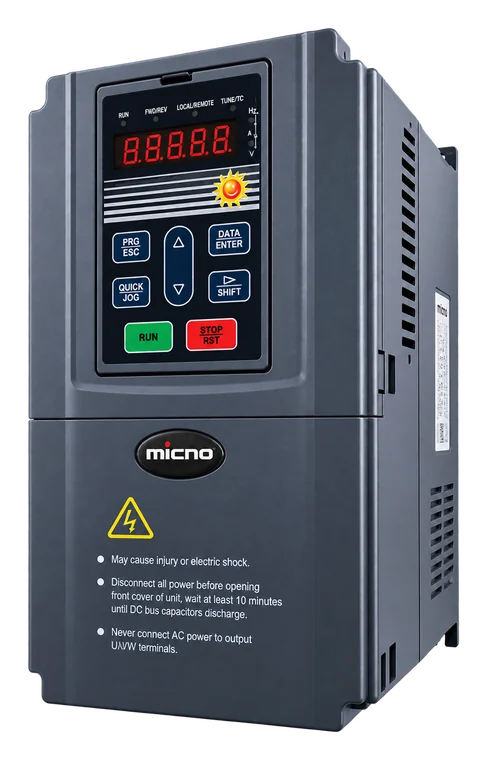 RUN FWD/REV LOCAL/REMOTE TUNE/TC
Hz
A
V
8.8.8.8.8.
PRG
ESC
DATA
ENTER
QUICK
JOG
SHIFT
RUN
STOP
RST
micno
micno
May cause injury or electric shock.
Disconnect all power before opening
front cover of unit, wait at least 10 minutes
until DC bus capacitors discharge.
Never connect AC power to output
U/V/W terminals.